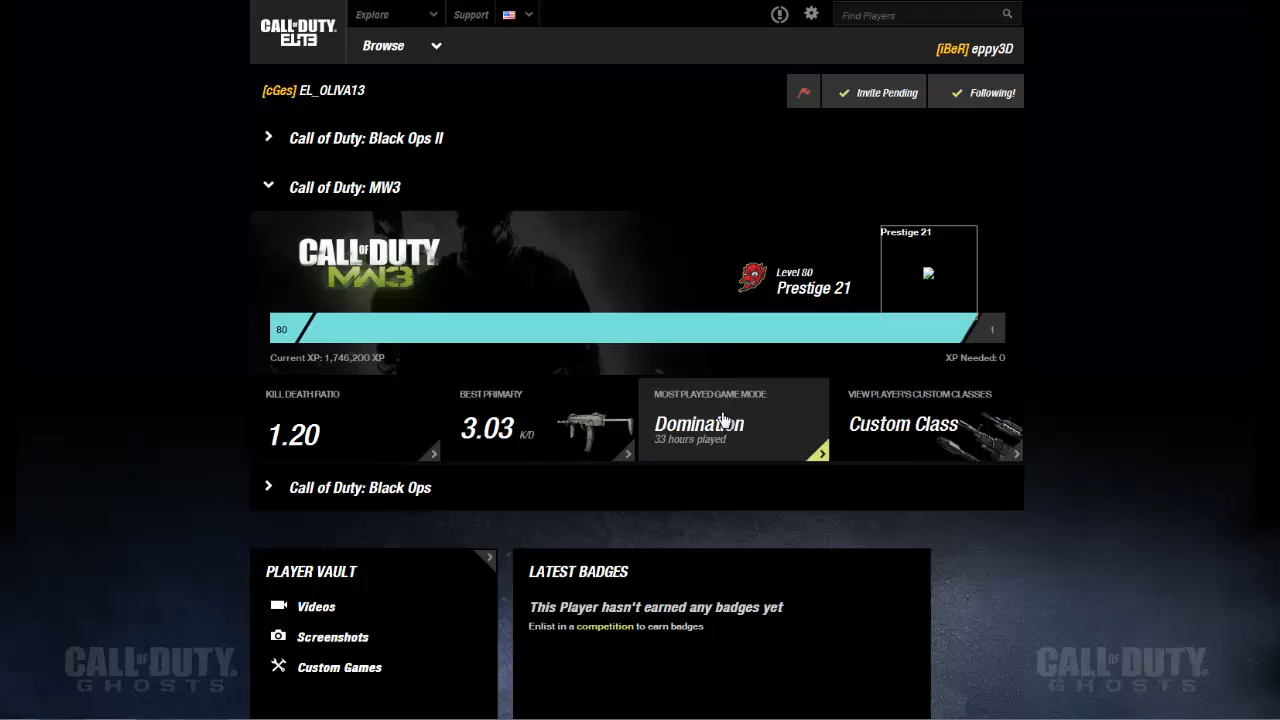 CALL OF DUTY
ELITE
Explore
Support
Find Players
Browse
[iBeR] eppy3D
[cGes] EL_OLIVA13
Invite Pending
Following!
Call of Duty: Black Ops II
Call of Duty: MW3
CALL OF DUTY
MW3
Prestige 21
Level 80
Prestige 21
80
1
Current XP: 1,746,200 XP
XP Needed: 0
KILL DEATH RATIO
1.20
BEST PRIMARY
3.03 K/D
MOST PLAYED GAME MODE
Domination
33 hours played
VIEW PLAYER'S CUSTOM CLASSES
Custom Class
Call of Duty: Black Ops
PLAYER VAULT
Videos
Screenshots
Custom Games
LATEST BADGES
This Player hasn't earned any badges yet
Enlist in a competition to earn badges
CALL OF DUTY
GHOSTS
CALL OF DUTY
GHOSTS